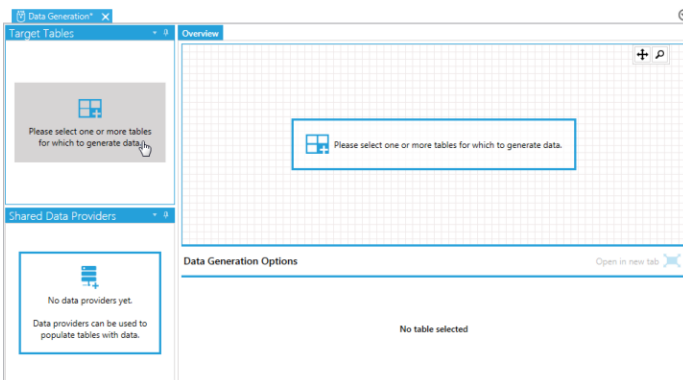 Data Generation*
Target Tables
Please select one or more tables
for which to generate data.
Shared Data Providers
No data providers yet.
Data providers can be used to
populate tables with data.
Overview
Please select one or more tables for which to generate data.
Data Generation Options
Open in new tab
No table selected